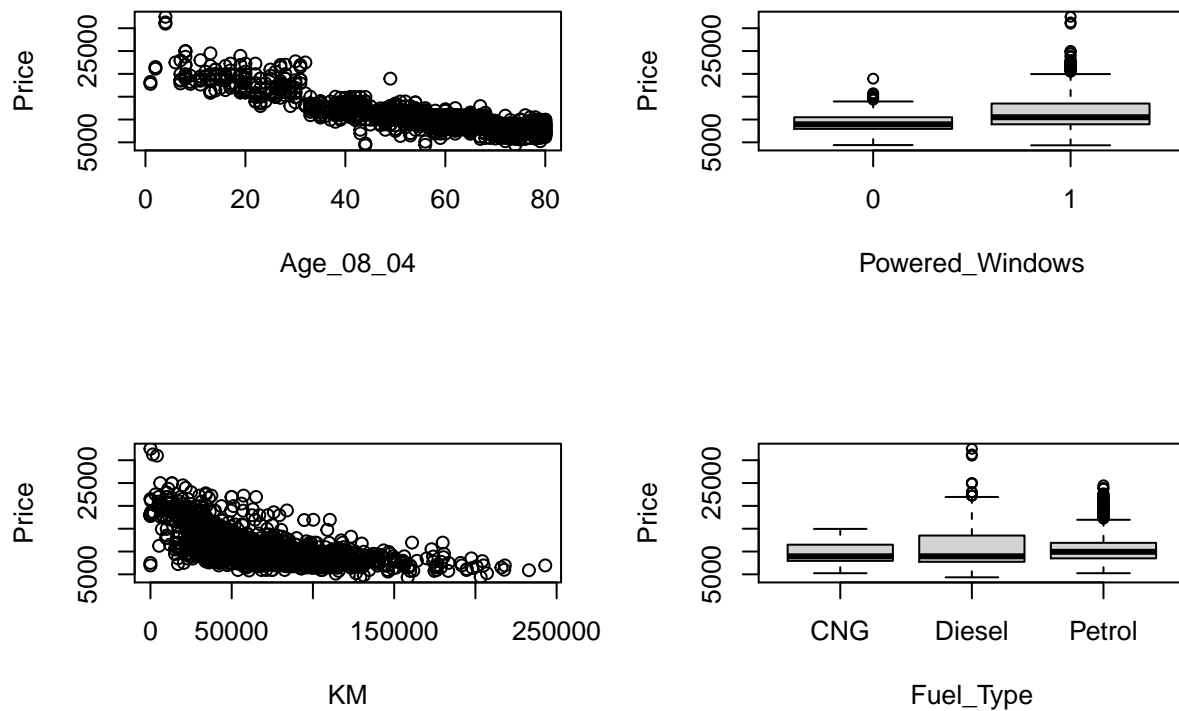 Price
5000 25000
0 20 40 60 80
Age_08_04
Price
5000 25000
0 1
Powered_Windows
Price
5000 25000
0 50000 150000 250000
KM
Price
5000 25000
CNG Diesel Petrol
Fuel_Type